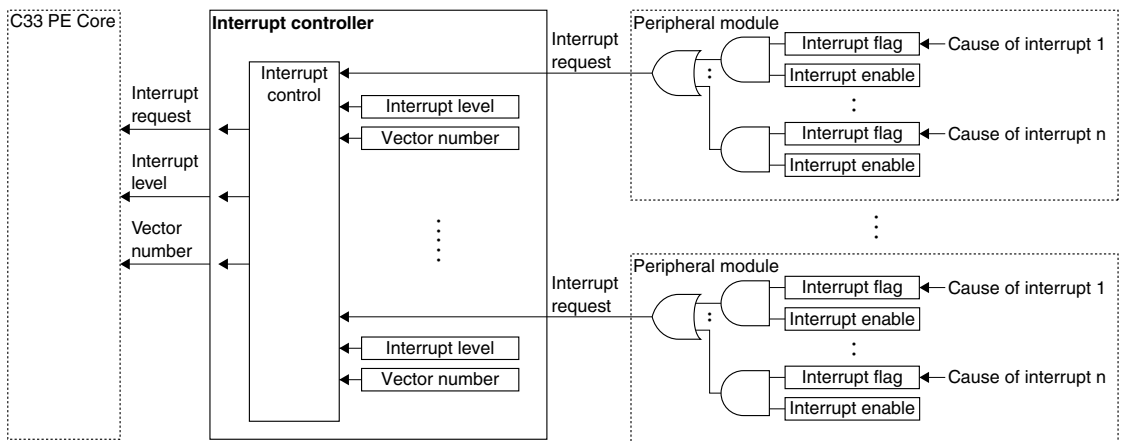 C33 PE Core
Interrupt controller
Interrupt
control
Interrupt level
Vector number
Interrupt level
Vector number
Interrupt
request
Interrupt
level
Vector
number
Interrupt
request
Interrupt
request
Peripheral module
Interrupt flag
Cause of interrupt 1
Interrupt enable
Interrupt flag
Cause of interrupt n
Interrupt enable
Peripheral module
Interrupt flag
Cause of interrupt 1
Interrupt enable
Interrupt flag
Cause of interrupt n
Interrupt enable